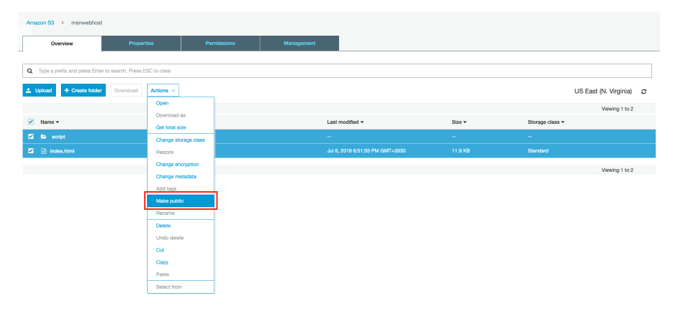 Amazon S3 > manwebhost
Overview Properties Permissions Management
Type a prefix and press Enter to search. Press ESC to clear.
Upload + Create folder Download Actions US East (N. Virginia)
Viewing 1 to 2
Name Last modified Size Storage class
script -- -- --
index.html Jul 8, 2019 6:51:35 PM GMT+0530 11.9 KB Standard
Viewing 1 to 2
Open
Download as
Get total size
Change storage class
Restore
Change encryption
Change metadata
Add tags
Make public
Rename
Delete
Undo delete
Cut
Copy
Paste
Select from